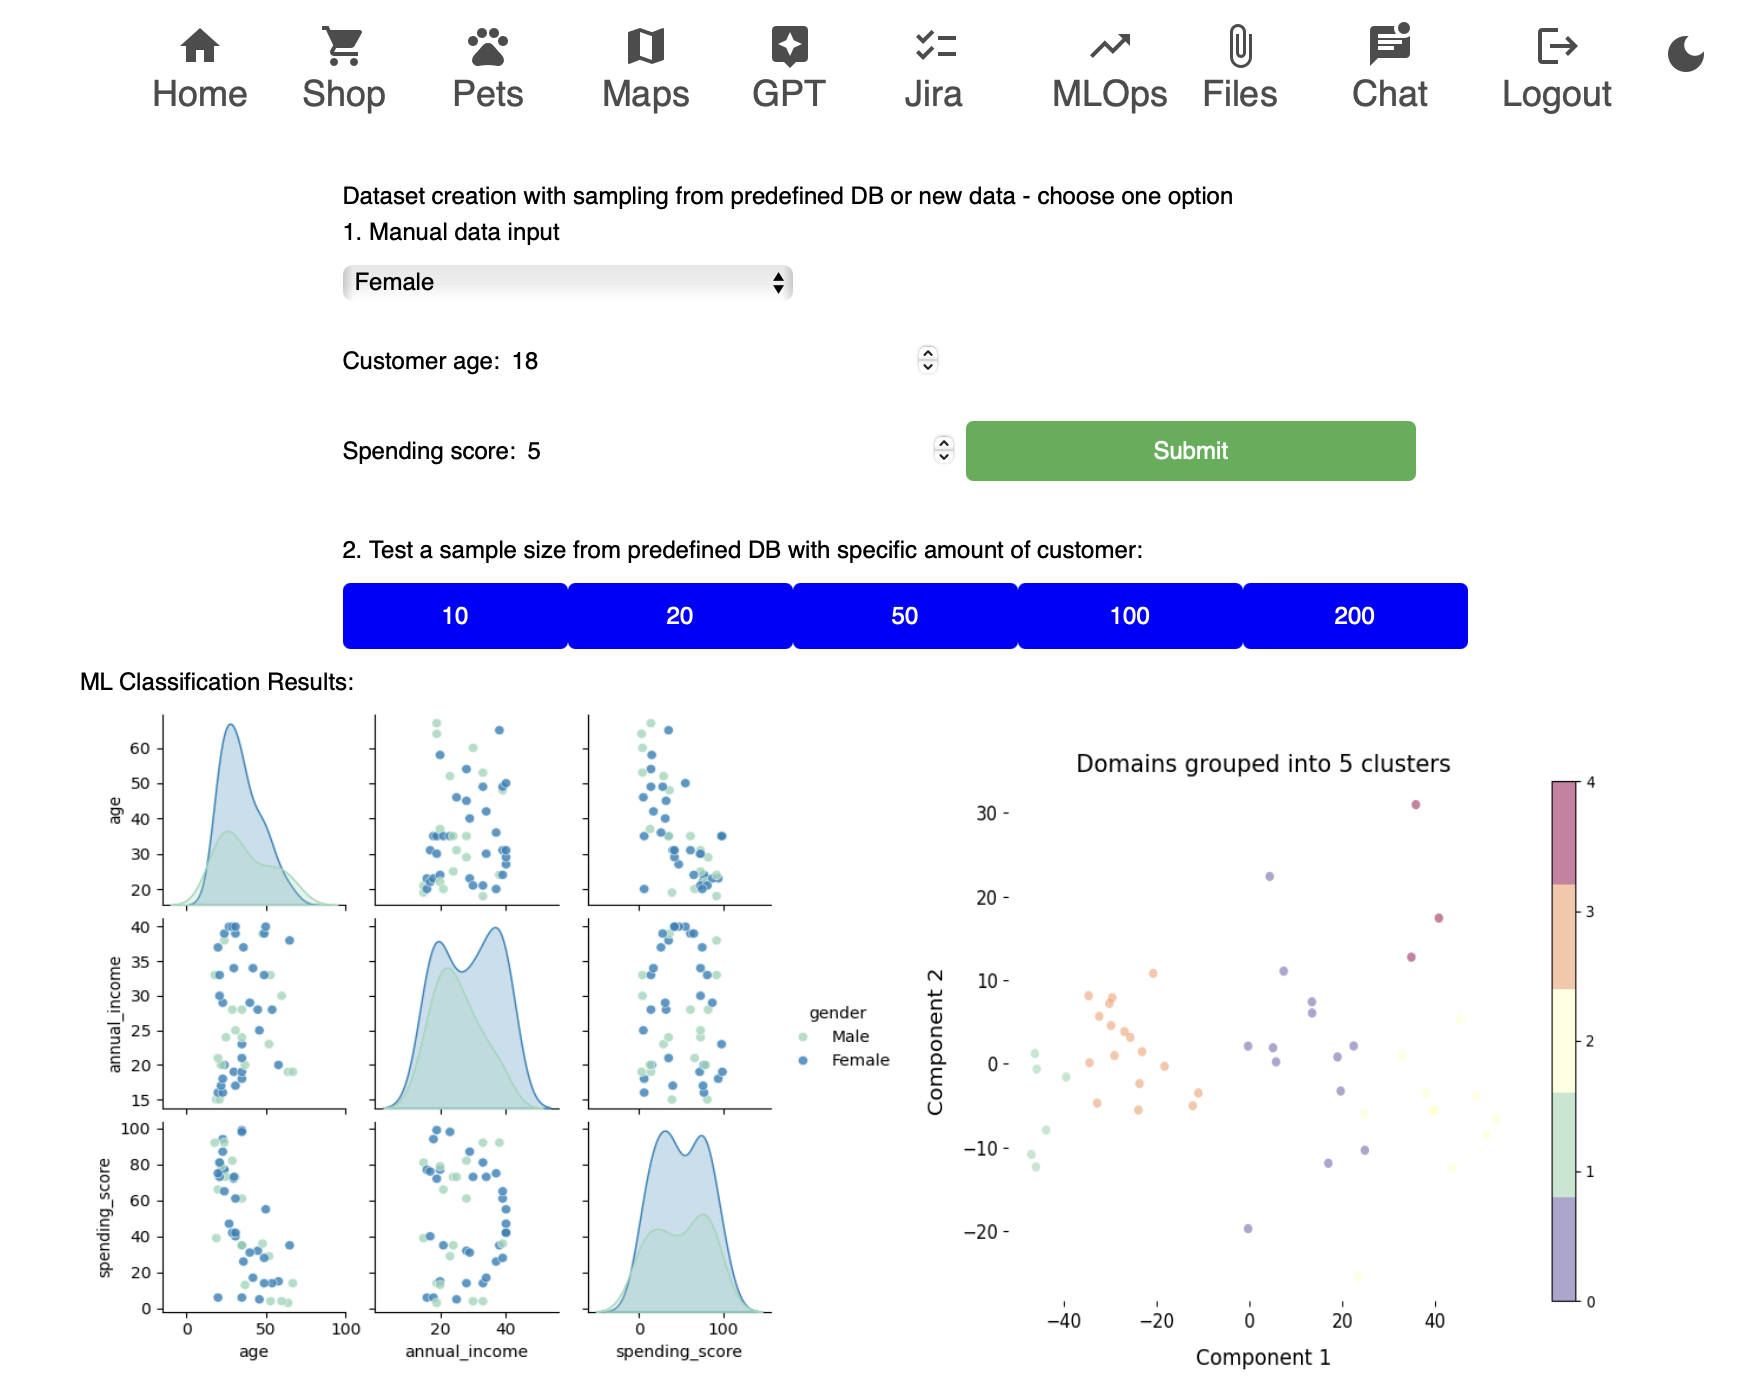 Home Shop Pets Maps GPT Jira MLOps Files Chat Logout
Dataset creation with sampling from predefined DB or new data - choose one option
1. Manual data input
Female
Customer age: 18
Spending score: 5
Submit
2. Test a sample size from predefined DB with specific amount of customer:
10 20 50 100 200
ML Classification Results:
age
60
50
40
30
20
annual_income
40
35
30
25
20
15
spending_score
100
80
60
40
20
0
0 50 100
20 40
0 100
age
annual_income
spending_score
gender
Male
Female
Domains grouped into 5 clusters
Component 2
30
20
10
0
−10
−20
−40 −20 0 20 40
Component 1
4
3
2
1
0